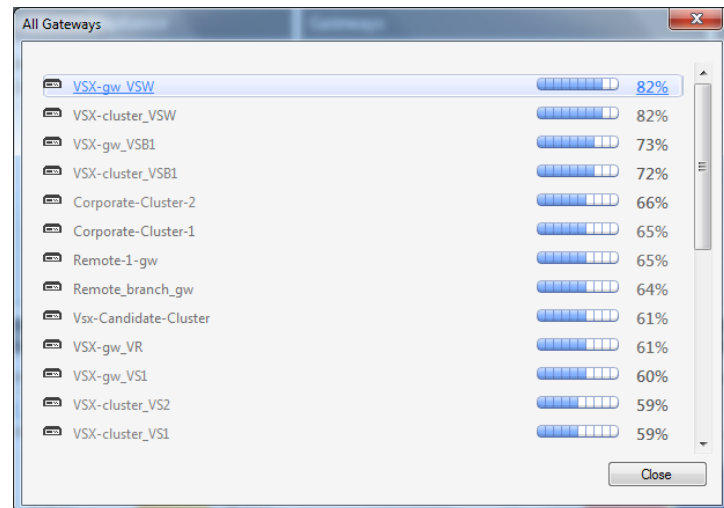 All Gateways
Gateways
VSX-gw_VSW 82%
VSX-cluster_VSW 82%
VSX-gw_VSB1 73%
VSX-cluster_VSB1 72%
Corporate-Cluster-2 66%
Corporate-Cluster-1 65%
Remote-1-gw 65%
Remote_branch_gw 64%
Vsx-Candidate-Cluster 61%
VSX-gw_VR 61%
VSX-gw_VS1 60%
VSX-cluster_VS2 59%
VSX-cluster_VS1 59%
Close